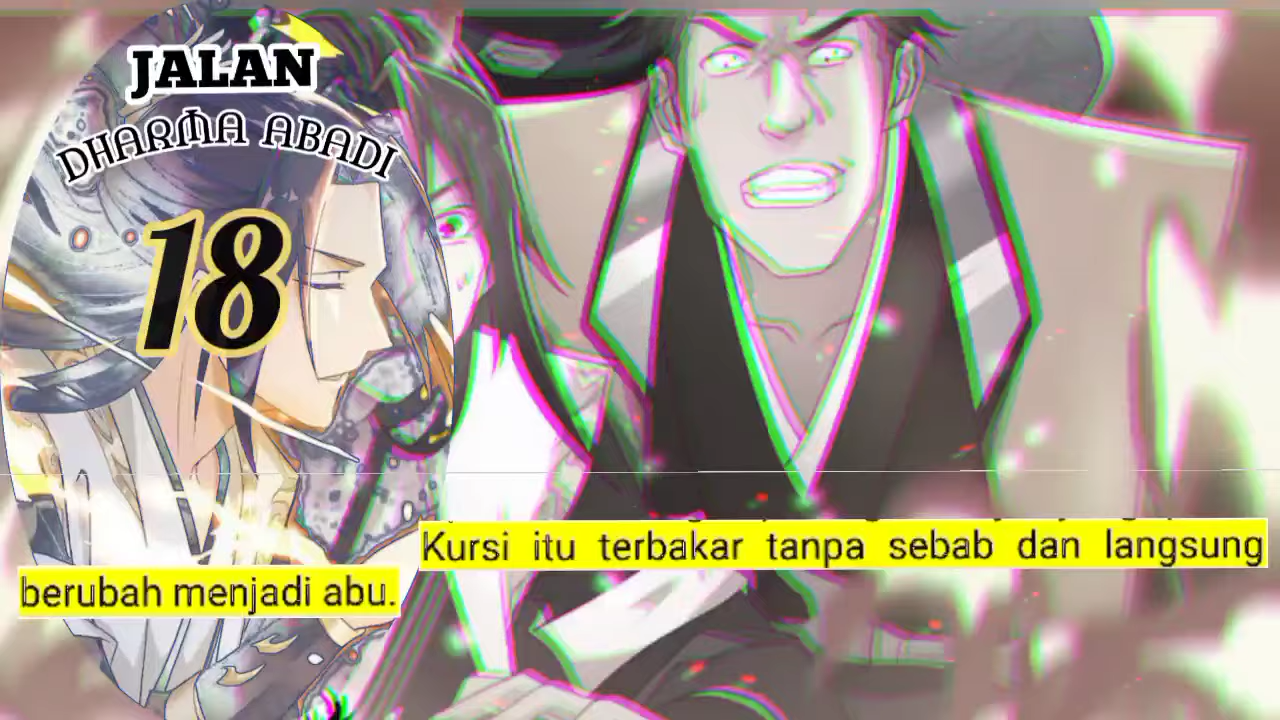 JALAN
DHARMA ABADI
18
Kursi itu terbakar tanpa sebab dan langsung
berubah menjadi abu.